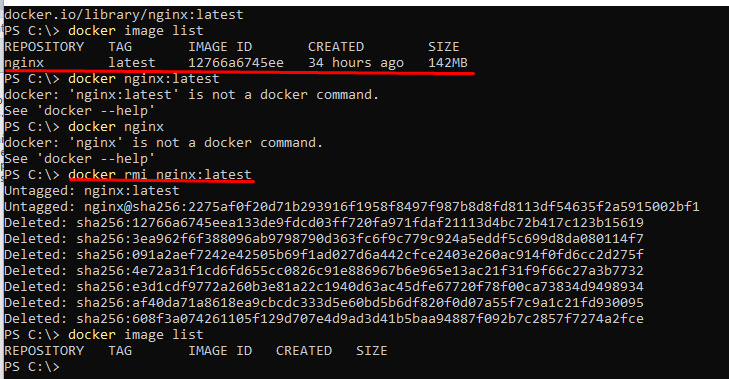 docker.io/library/nginx:latest
PS C:\> docker image list
REPOSITORY TAG IMAGE ID CREATED SIZE
nginx latest 12766a6745ee 34 hours ago 142MB
PS C:\> docker nginx:latest
docker: 'nginx:latest' is not a docker command.
See 'docker --help'
PS C:\> docker nginx
docker: 'nginx' is not a docker command.
See 'docker --help'
PS C:\> docker rmi nginx:latest
Untagged: nginx:latest
Untagged: nginx@sha256:2275af0f20d71b293916f1958f8497f987b8d8fd8113df54635f2a5915002bf1
Deleted: sha256:12766a6745eea133de9fdcd03ff720fa971fdaf21113d4bc72b417c123b15619
Deleted: sha256:3ea962f6f388096ab9798790d363fc6f9c779c924a5eddf5c699d8da080114f7
Deleted: sha256:091a2aef7242e42505b69f1ad027d6a442cfce2403e260ac914f0fd6cc2d275f
Deleted: sha256:4e72a31f1cd6fd655cc0826c91e886967b6e965e13ac21f31f9f66c27a3b7732
Deleted: sha256:e3d1cdf9772a260b3e81a22c1940d63ac45dfe67720f78f00ca73834d9498934
Deleted: sha256:af40da71a8618ea9cbcdc333d5e60bd5b6df820f0d07a55f7c9a1c21fd930095
Deleted: sha256:608f3a074261105f129d707e4d9ad3d41b5baa94887f092b7c2857f7274a2fce
PS C:\> docker image list
REPOSITORY TAG IMAGE ID CREATED SIZE
PS C:\>